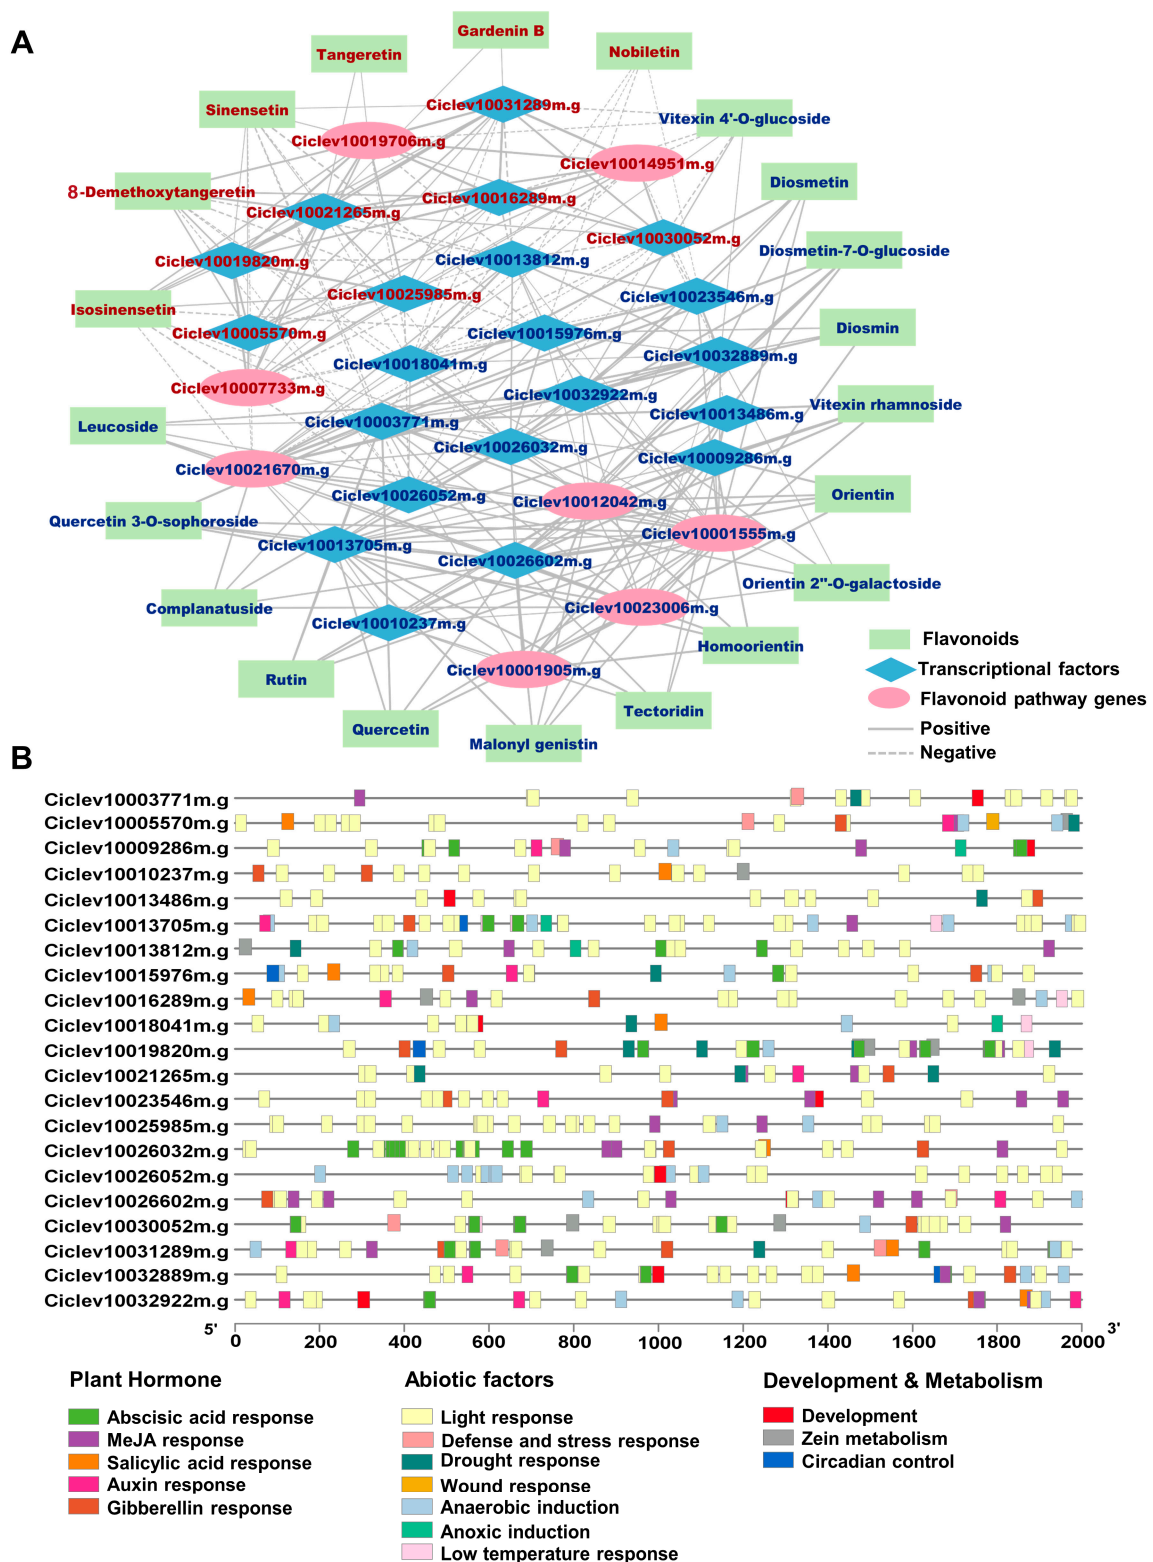 A
Gardenin B
Tangeretin
Nobiletin
Sinensetin
Ciclev10031289m.g
Vitexin 4'-O-glucoside
Ciclev10019706m.g
Ciclev10014951m.g
8-Demethoxytangeretin
Diosmetin
Ciclev10021265m.g
Ciclev10016289m.g
Ciclev10030052m.g
Diosmetin-7-O-glucoside
Ciclev10019820m.g
Ciclev10013812m.g
Ciclev10025985m.g
Ciclev10023546m.g
Isosinensetin
Ciclev10005570m.g
Ciclev10015976m.g
Diosmin
Ciclev10018041m.g
Ciclev10032889m.g
Ciclev10007733m.g
Ciclev10032922m.g
Vitexin rhamnoside
Ciclev10013486m.g
Leucoside
Ciclev10003771m.g
Ciclev10026032m.g
Ciclev10009286m.g
Ciclev10021670m.g
Ciclev10026052m.g
Ciclev10012042m.g
Orientin
Quercetin 3-O-sophoroside
Ciclev10001555m.g
Ciclev10013705m.g
Ciclev10026602m.g
Orientin 2"-O-galactoside
Complanatuside
Ciclev10010237m.g
Ciclev10023006m.g
Homoorientin
Rutin
Ciclev10001905m.g
Tectoridin
Quercetin
Malonyl genistin
Flavonoids
Transcriptional factors
Flavonoid pathway genes
Positive
Negative
B
Ciclev10003771m.g
Ciclev10005570m.g
Ciclev10009286m.g
Ciclev10010237m.g
Ciclev10013486m.g
Ciclev10013705m.g
Ciclev10013812m.g
Ciclev10015976m.g
Ciclev10016289m.g
Ciclev10018041m.g
Ciclev10019820m.g
Ciclev10021265m.g
Ciclev10023546m.g
Ciclev10025985m.g
Ciclev10026032m.g
Ciclev10026052m.g
Ciclev10026602m.g
Ciclev10030052m.g
Ciclev10031289m.g
Ciclev10032889m.g
Ciclev10032922m.g
5' 3'
0 200 400 600 800 1000 1200 1400 1600 1800 2000
Plant Hormone
Abscisic acid response
MeJA response
Salicylic acid response
Auxin response
Gibberellin response
Abiotic factors
Light response
Defense and stress response
Drought response
Wound response
Anaerobic induction
Anoxic induction
Low temperature response
Development & Metabolism
Development
Zein metabolism
Circadian control